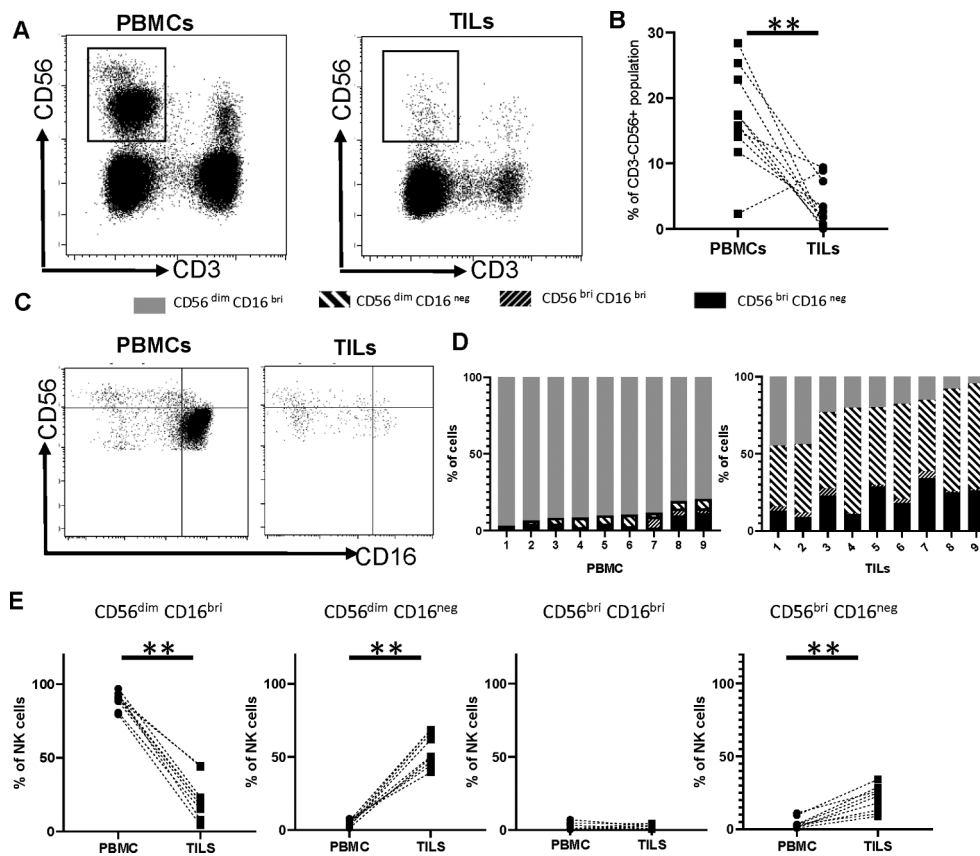 A
PBMCs
TILs
CD56
CD56
CD3
CD3
B
**
30
20
10
0
% of CD3-CD56+ population
PBMCs
TILs
CD56 dim CD16 bri
CD56 dim CD16 neg
CD56 bri CD16 bri
CD56 bri CD16 neg
C
PBMCs
TILs
CD56
CD16
D
100
50
0
% of cells
1 2 3 4 5 6 7 8 9
PBMC
100
50
0
% of cells
1 2 3 4 5 6 7 8 9
TILs
E
CD56dim CD16bri
**
100
50
0
% of NK cells
PBMC TILS
CD56dim CD16neg
**
100
50
0
% of NK cells
PBMC TILS
CD56bri CD16bri
100
50
0
% of NK cells
PBMC TILS
CD56bri CD16neg
**
100
50
0
% of NK cells
PBMC TILS